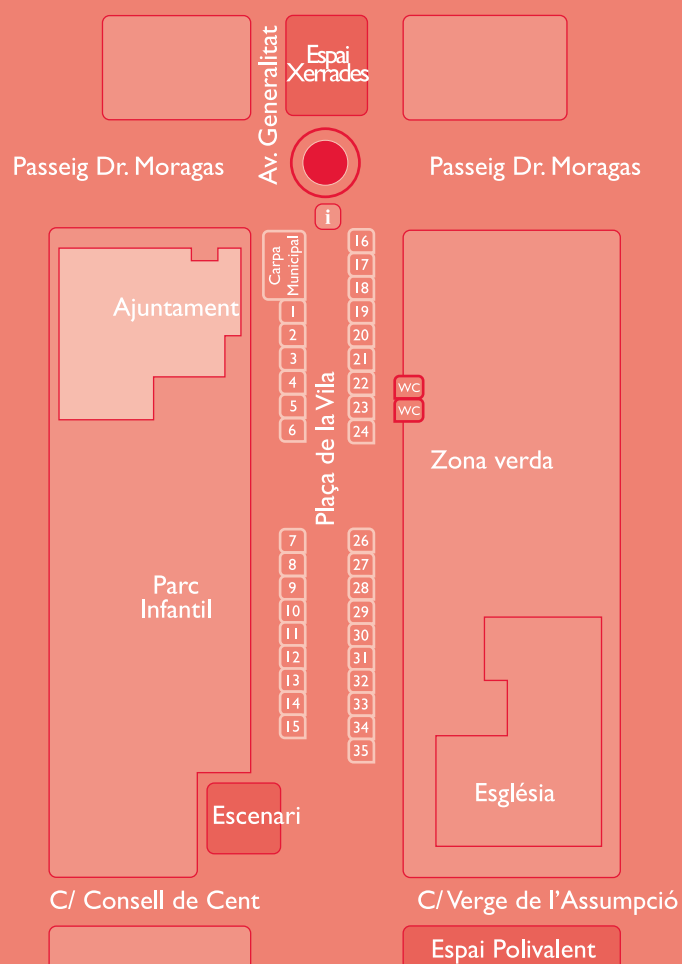 Av. Generalitat
Espai
Xerrades
Passeig Dr. Moragas
Passeig Dr. Moragas
i
Carpa
Municipal
Ajuntament
1
2
3
4
5
6
16
17
18
19
20
21
22
23
24
WC
WC
Plaça de la Vila
Zona verda
Parc
Infantil
7
8
9
10
11
12
13
14
15
26
27
28
29
30
31
32
33
34
35
Escenari
Església
C/ Consell de Cent
C/ Verge de l'Assumpció
Espai Polivalent